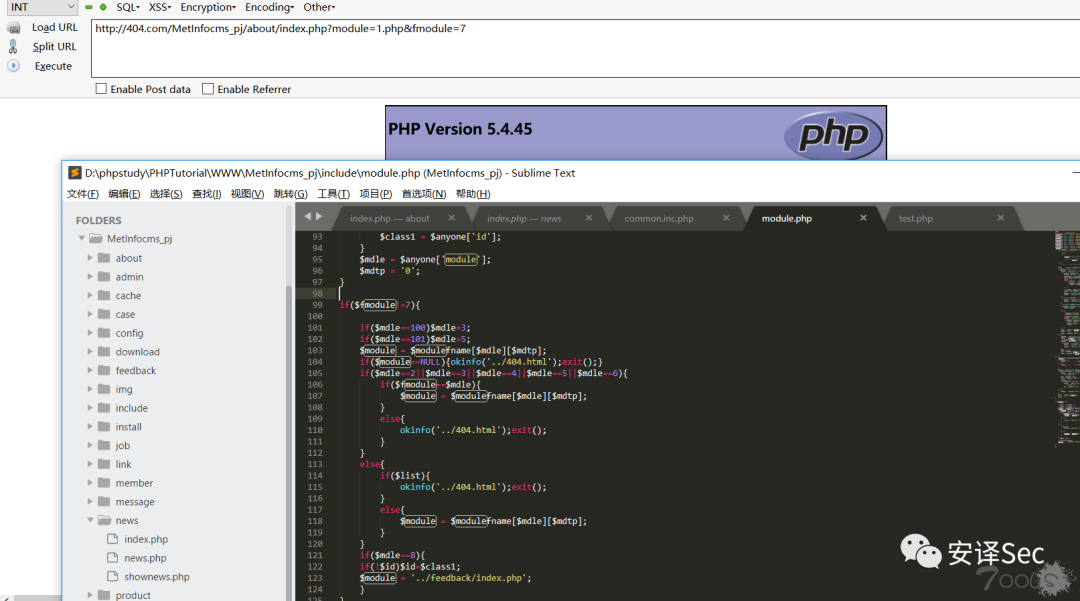 INT
SQL▾ XSS▾ Encryption▾ Encoding▾ Other▾
Load URL
Split URL
Execute
http://404.com/MetInfocms_pj/about/index.php?module=1.php&fmodule=7
Enable Post data
Enable Referrer
PHP Version 5.4.45
php
D:\phpstudy\PHPTutorial\WWW\MetInfocms_pj\include\module.php (MetInfocms_pj) - Sublime Text
文件(F) 编辑(E) 选择(S) 查找(I) 视图(V) 跳转(G) 工具(T) 项目(P) 首选项(N) 帮助(H)
FOLDERS
MetInfocms_pj
about
admin
cache
case
config
download
feedback
img
include
install
job
link
member
message
news
index.php
news.php
shownews.php
product
index.php — about
index.php — news
common.inc.php
module.php
test.php
93 $class1 = $anyone['id'];
94 }
95 $mdle = $anyone['module'];
96 $mdtp = '0';
97 }
98
99 if($fmodule!=7){
100
101 if($mdle==100)$mdle=3;
102 if($mdle==101)$mdle=5;
103 $module = $modulefname[$mdle][$mdtp];
104 if($module==NULL){okinfo('../404.html');exit();}
105 if($mdle==2||$mdle==3||$mdle==4||$mdle==5||$mdle==6){
106 if($fmodule==$mdle){
107 $module = $modulefname[$mdle][$mdtp];
108 }
109 else{
110 okinfo('../404.html');exit();
111 }
112 }
113 else{
114 if($list){
115 okinfo('../404.html');exit();
116 }
117 else{
118 $module = $modulefname[$mdle][$mdtp];
119 }
120 }
121 if($mdle==8){
122 if(!$id)$id=$class1;
123 $module = '../feedback/index.php';
124 }
125 }
安译Sec
7ools